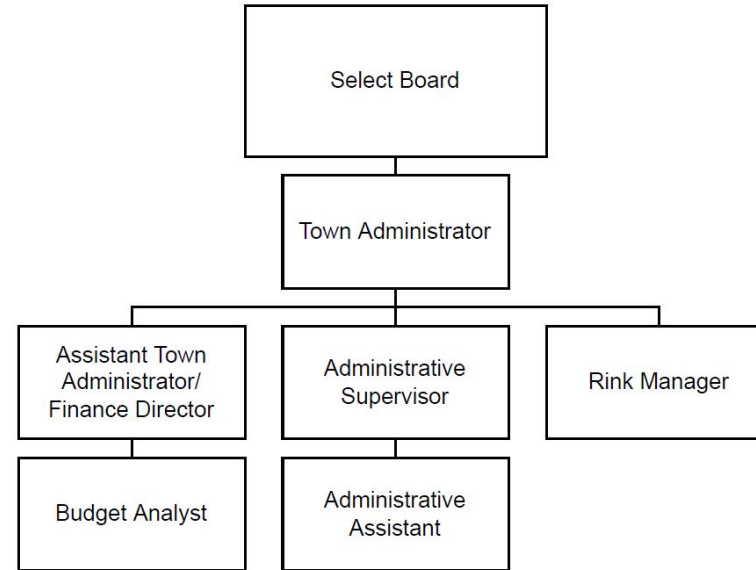 Select Board
Town Administrator
Assistant Town
Administrator/
Finance Director
Administrative
Supervisor
Rink Manager
Budget Analyst
Administrative
Assistant